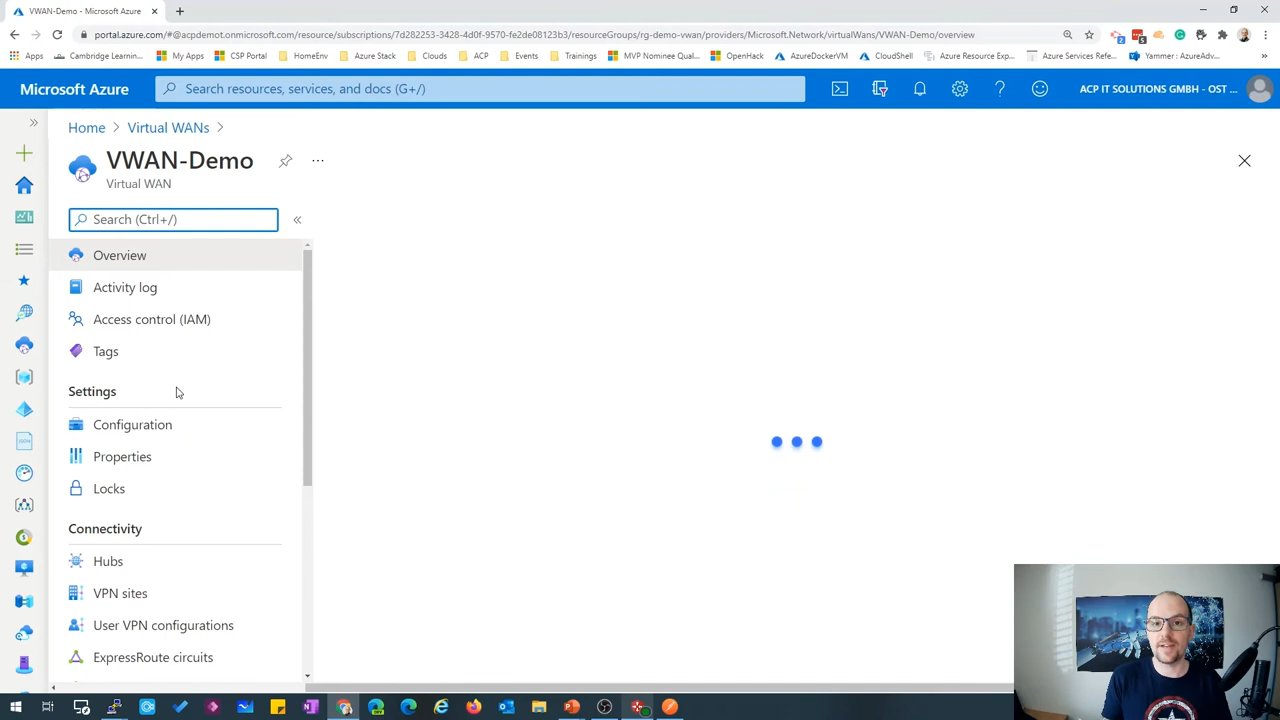 VWAN-Demo - Microsoft Azure
portal.azure.com/#@acpdemot.onmicrosoft.com/resource/subscriptions/7d282253-3428-4d0f-9570-fe2de08123b3/resourceGroups/rg-demo-vwan/providers/Microsoft.Network/virtualWans/VWAN-Demo/overview
Apps
Cambridge Learning...
My Apps
CSP Portal
HomeEnv
Azure Stack
Clouds
ACP
Events
Trainings
MVP Nominee Qual...
OpenHack
AzureDockerVM
CloudShell
Azure Resource Exp...
Azure Services Refe...
Yammer : AzureAdv...
Microsoft Azure
Search resources, services, and docs (G+/)
ACP IT SOLUTIONS GMBH - OST ...
Home > Virtual WANs >
VWAN-Demo
Virtual WAN
Search (Ctrl+/)
Overview
Activity log
Access control (IAM)
Tags
Settings
Configuration
Properties
Locks
Connectivity
Hubs
VPN sites
User VPN configurations
ExpressRoute circuits